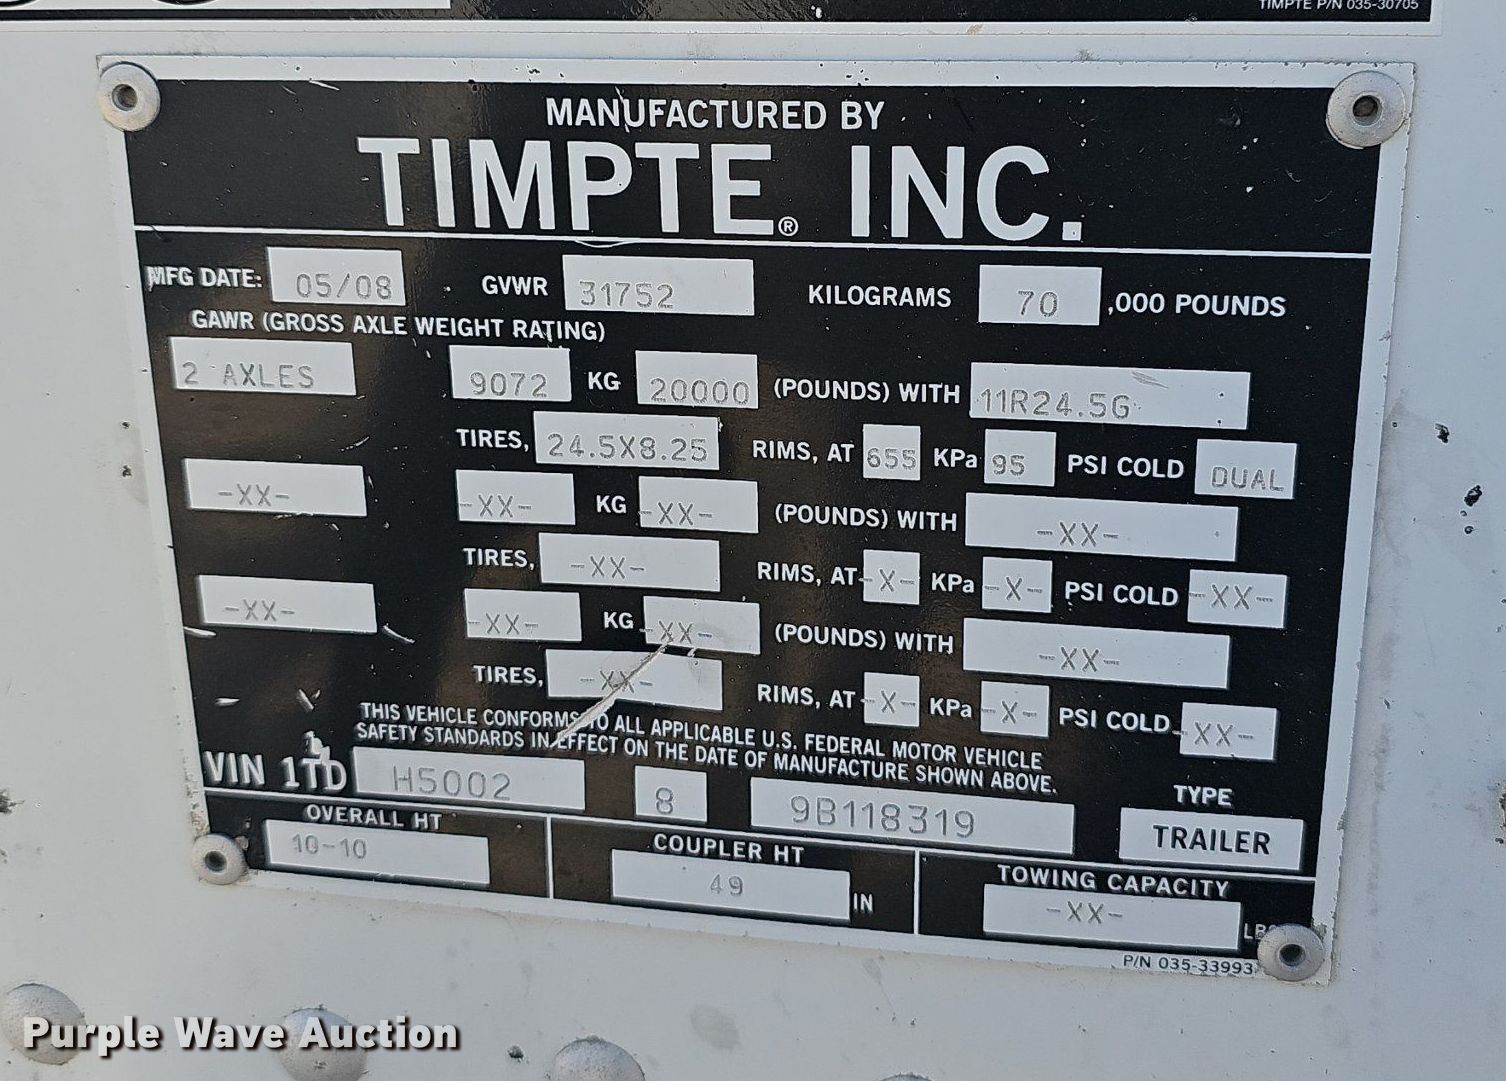 TIMPTE P/N 035-30705
MANUFACTURED BY
TIMPTE® INC.
MFG DATE: 05/08 GVWR 31752 KILOGRAMS 70 ,000 POUNDS
GAWR (GROSS AXLE WEIGHT RATING)
2 AXLES 9072 KG 20000 (POUNDS) WITH 11R24.5G
TIRES, 24.5X8.25 RIMS, AT 655 KPa 95 PSI COLD DUAL
-XX- -XX- KG -XX- (POUNDS) WITH -XX-
TIRES, -XX- RIMS, AT -X- KPa -X- PSI COLD -XX-
-XX- -XX- KG -XX- (POUNDS) WITH -XX-
TIRES, -XX- RIMS, AT -X- KPa -X- PSI COLD -XX-
THIS VEHICLE CONFORMS TO ALL APPLICABLE U.S. FEDERAL MOTOR VEHICLE
SAFETY STANDARDS IN EFFECT ON THE DATE OF MANUFACTURE SHOWN ABOVE.
VIN 1TD H5002 8 9B118319 TYPE TRAILER
OVERALL HT COUPLER HT TOWING CAPACITY
10-10 49 IN -XX- LBS
P/N 035-33993
Purple Wave Auction